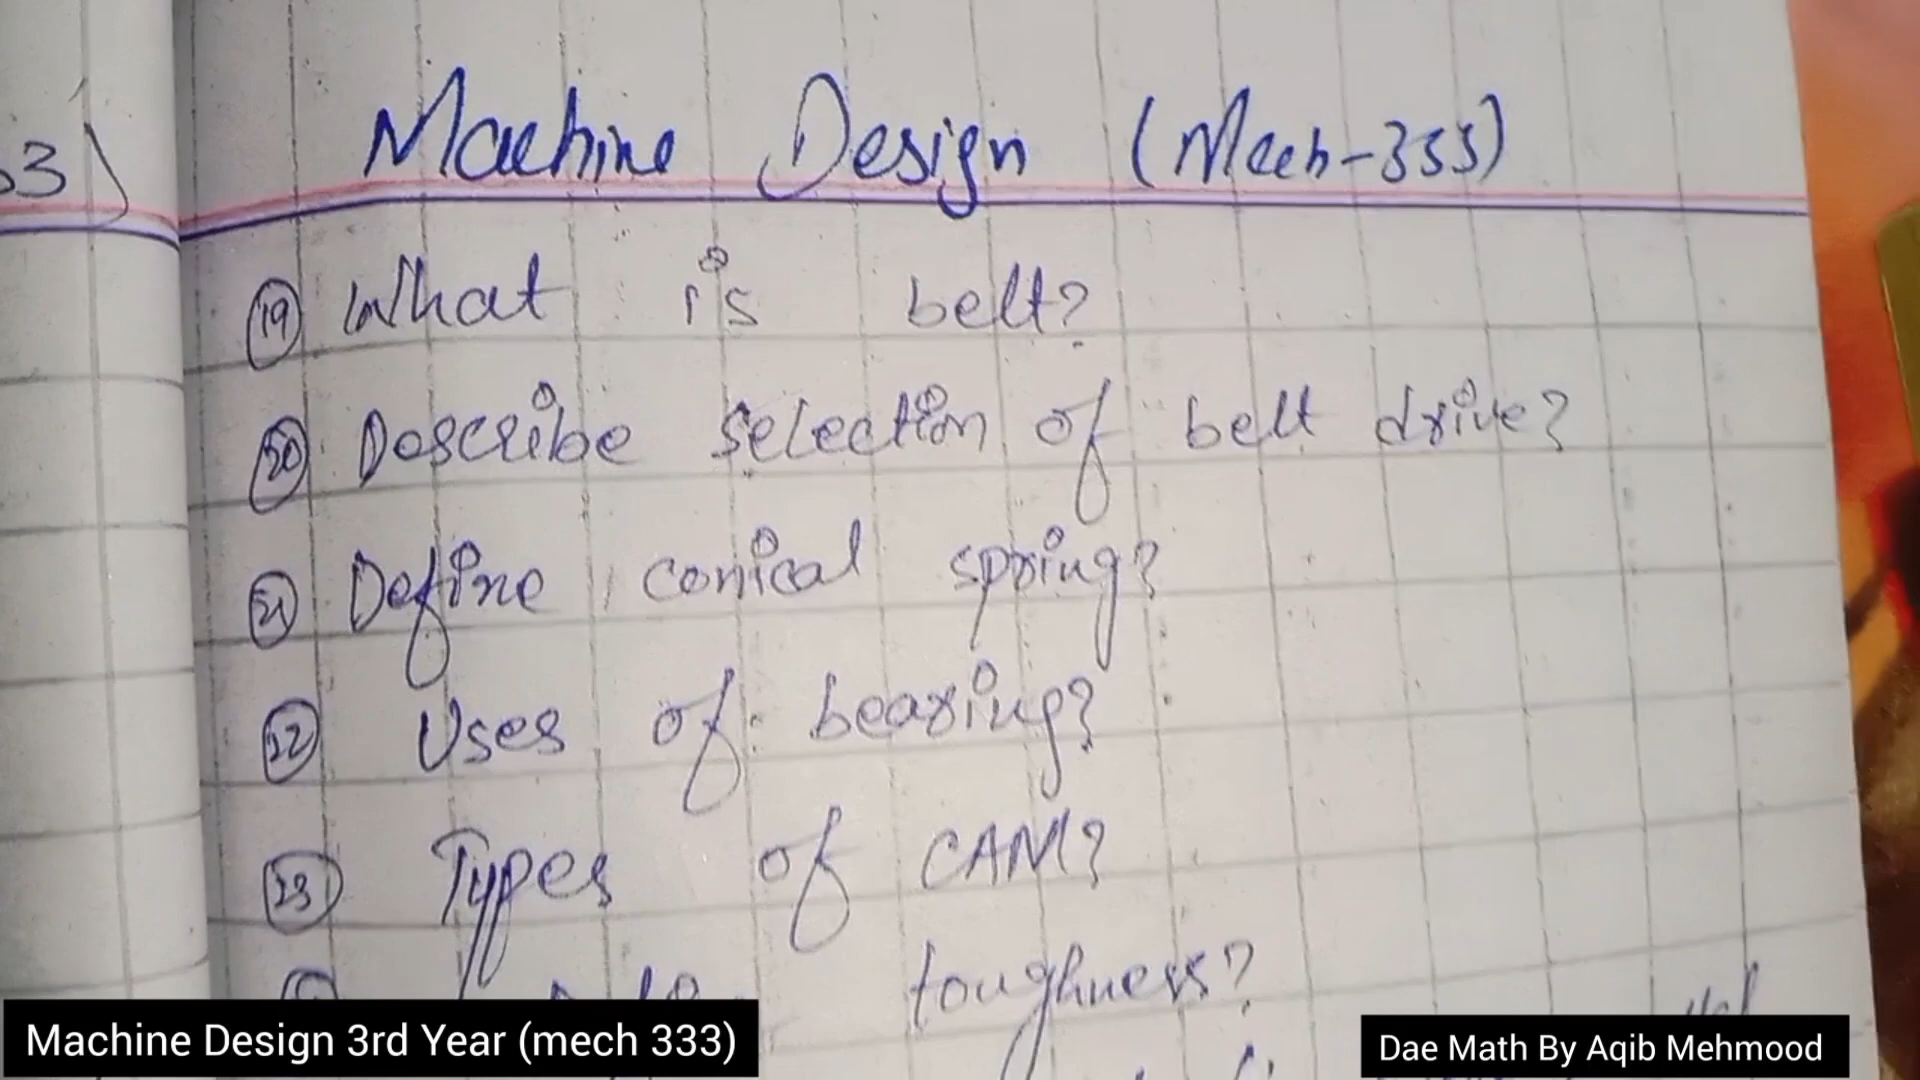 3)
Machine Design (Mech-333)
19 What is belt?
20 Describe selection of belt drive?
21 Define conical spring?
22 Uses of bearing?
23 Types of CAM?
toughness?
Machine Design 3rd Year (mech 333)
Dae Math By Aqib Mehmood